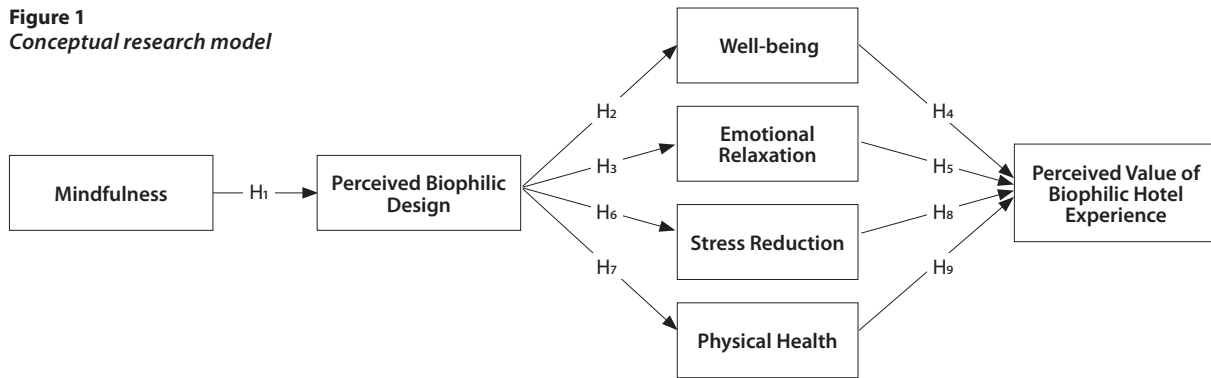 Figure 1
Conceptual research model
Well-being
H₂
H₄
Emotional
Relaxation
H₃
H₅
Mindfulness
H₁
Perceived Biophilic
Design
Perceived Value of
Biophilic Hotel
Experience
H₆
Stress Reduction
H₈
H₇
H₉
Physical Health